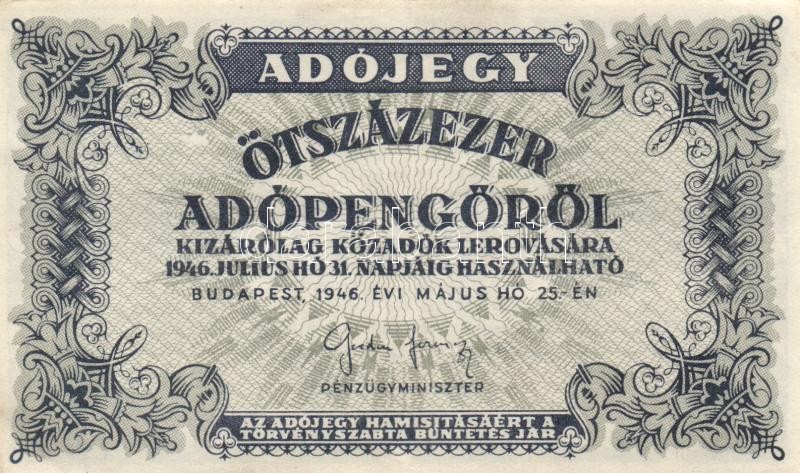 ADÓJEGY
ÖTSZÁZEZER
ADÓPENGŐRŐL
KIZÁRÓLAG KÖZADÓK LEROVÁSÁRA
1946. JULIUS HÓ 31. NAPJÁIG HASZNÁLHATÓ
BUDAPEST, 1946. ÉVI MÁJUS HÓ 25.-ÉN
PÉNZÜGYMINISZTER
AZ ADÓJEGY HAMISITÁSÁÉRT A
TÖRVÉNYSZABTA BÜNTETÉS JÁR